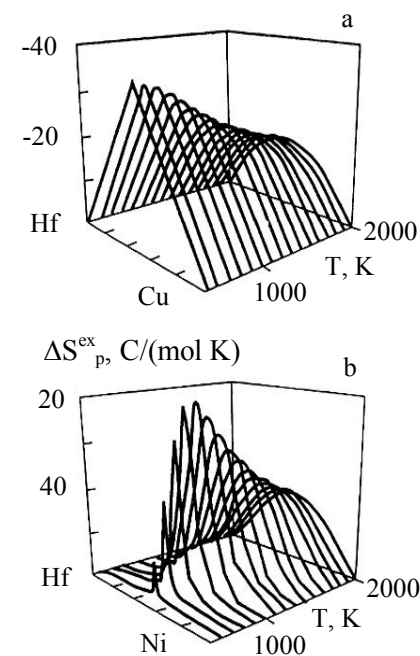 a
-40
-20
Hf
Cu
1000
2000
T, K
ΔS^ex_p, C/(mol K)
b
20
40
Hf
Ni
1000
2000
T, K